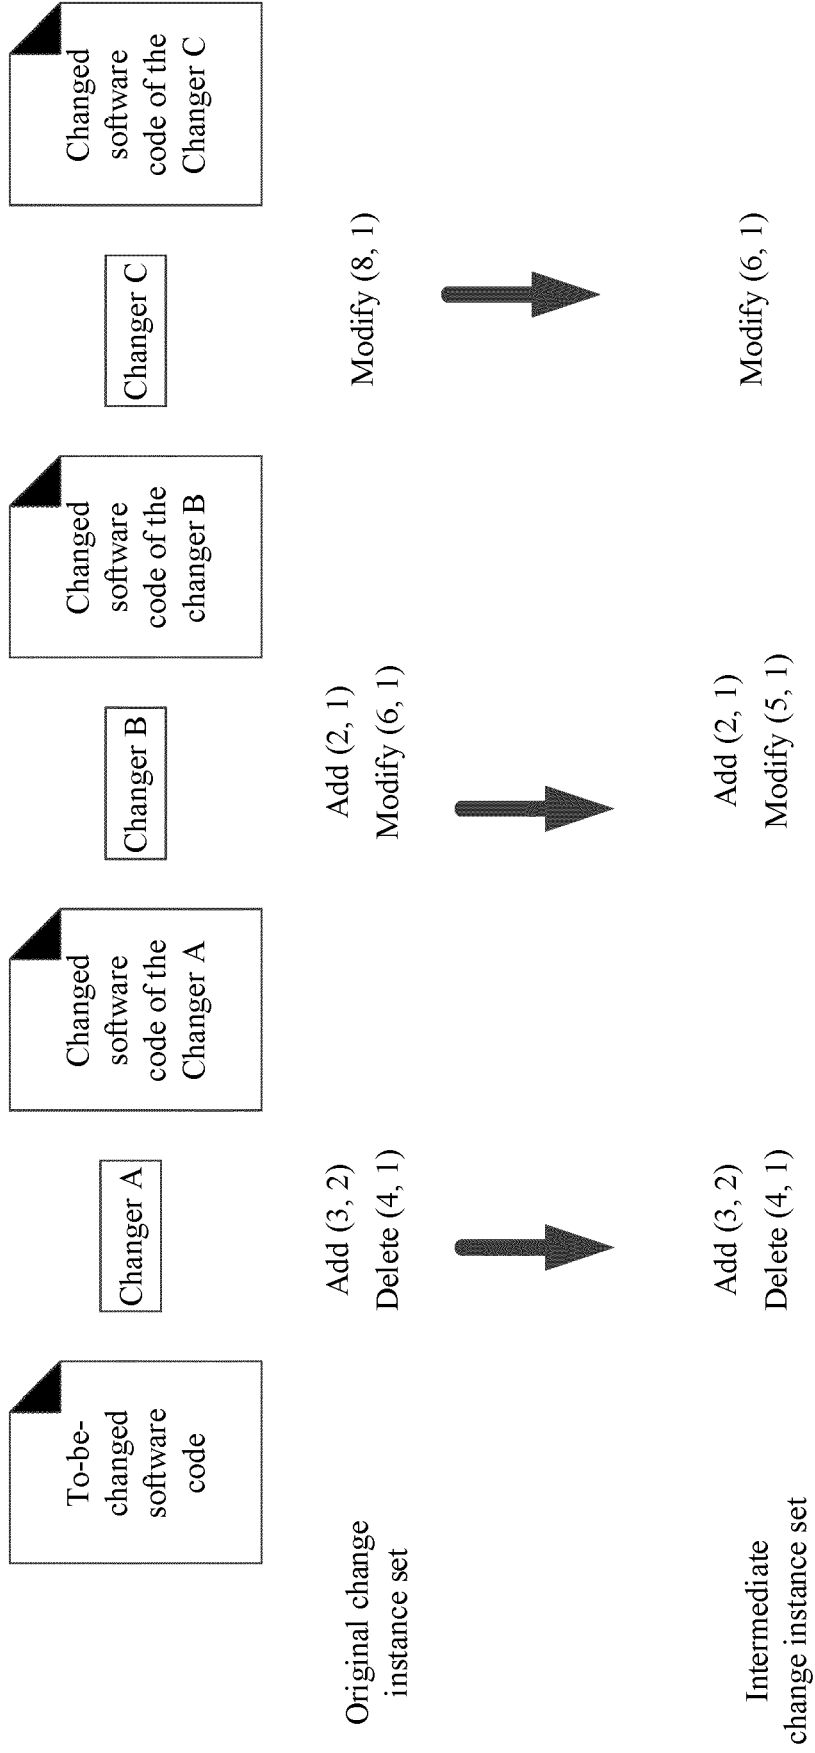 To-be-
changed
software
code
Changer A
Changed
software
code of the
Changer A
Changer B
Changed
software
code of the
changer B
Changer C
Changed
software
code of the
Changer C
Original change
instance set
Add (3, 2)
Delete (4, 1)
Add (2, 1)
Modify (6, 1)
Modify (8, 1)
Intermediate
change instance set
Add (3, 2)
Delete (4, 1)
Add (2, 1)
Modify (5, 1)
Modify (6, 1)